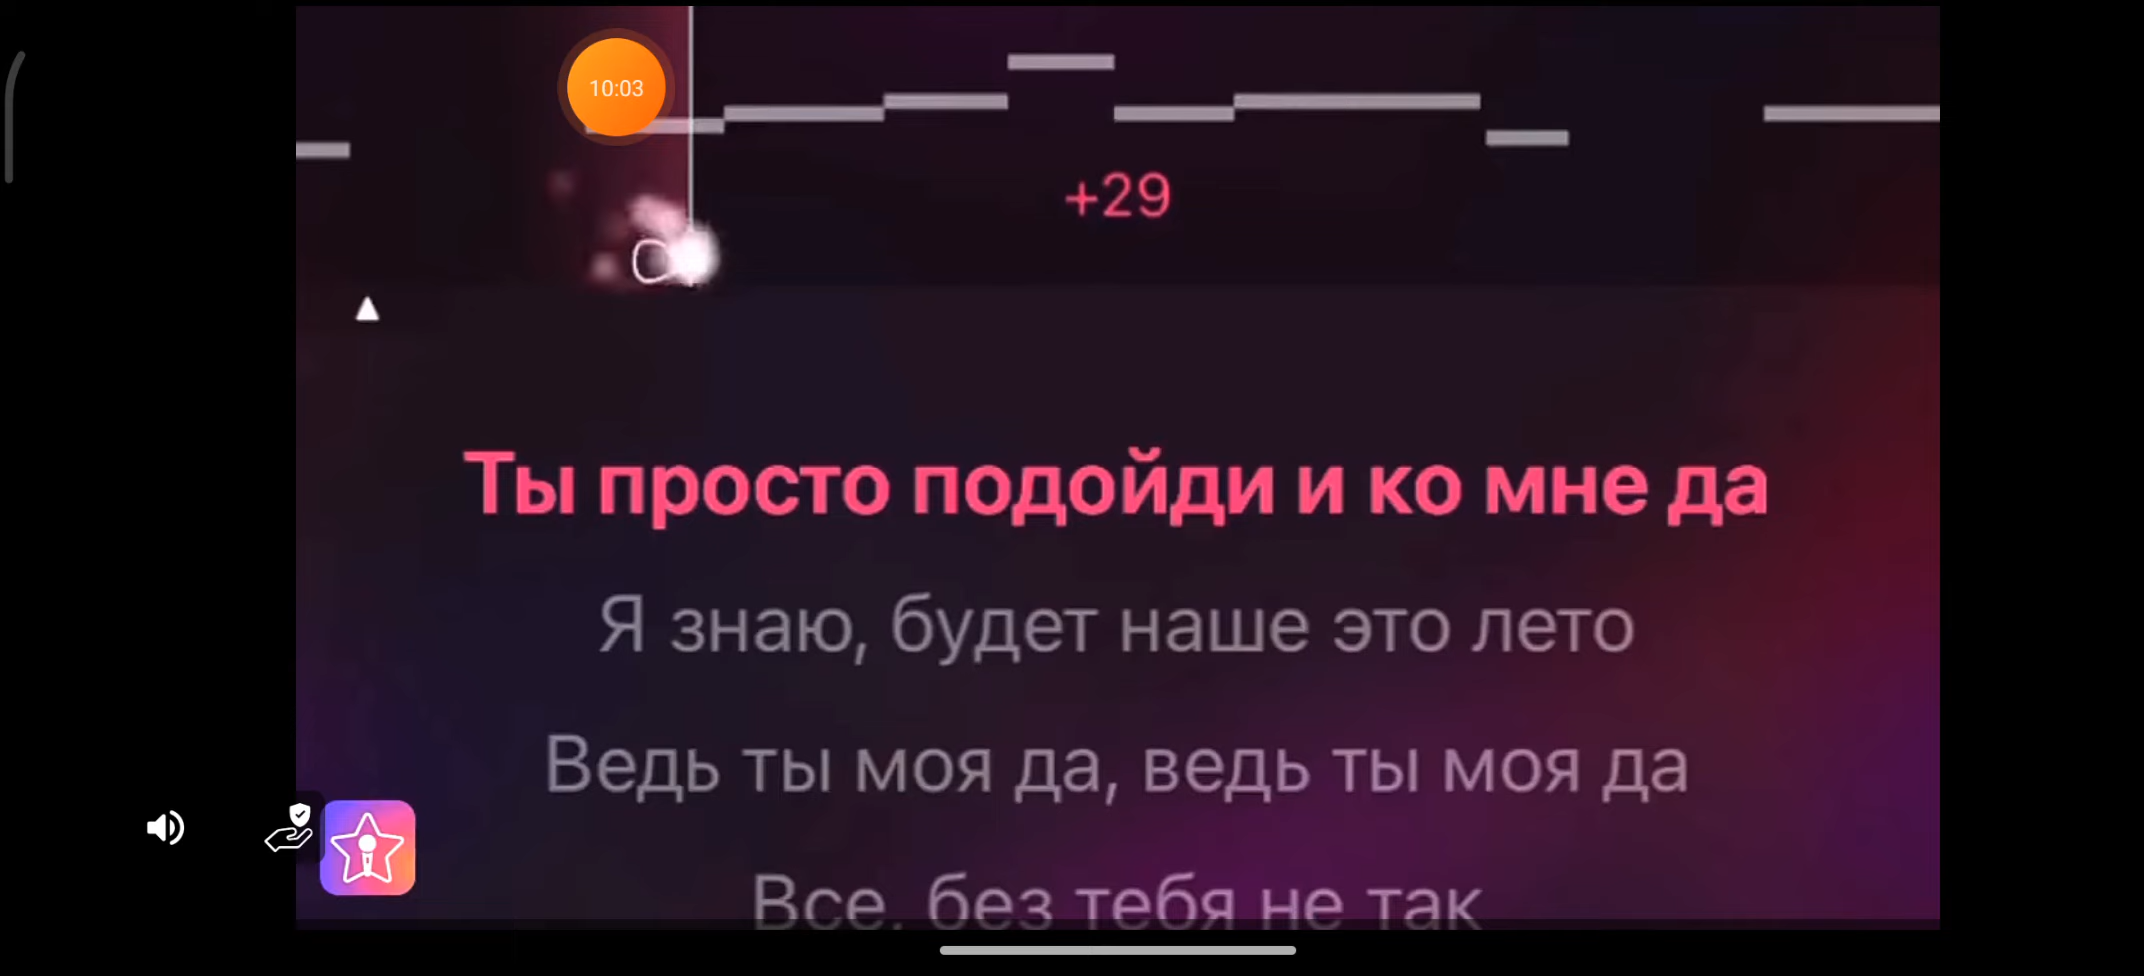 10:03
+29
Ты просто подойди и ко мне да
Я знаю, будет наше это лето
Ведь ты моя да, ведь ты моя да
Все, без тебя не так